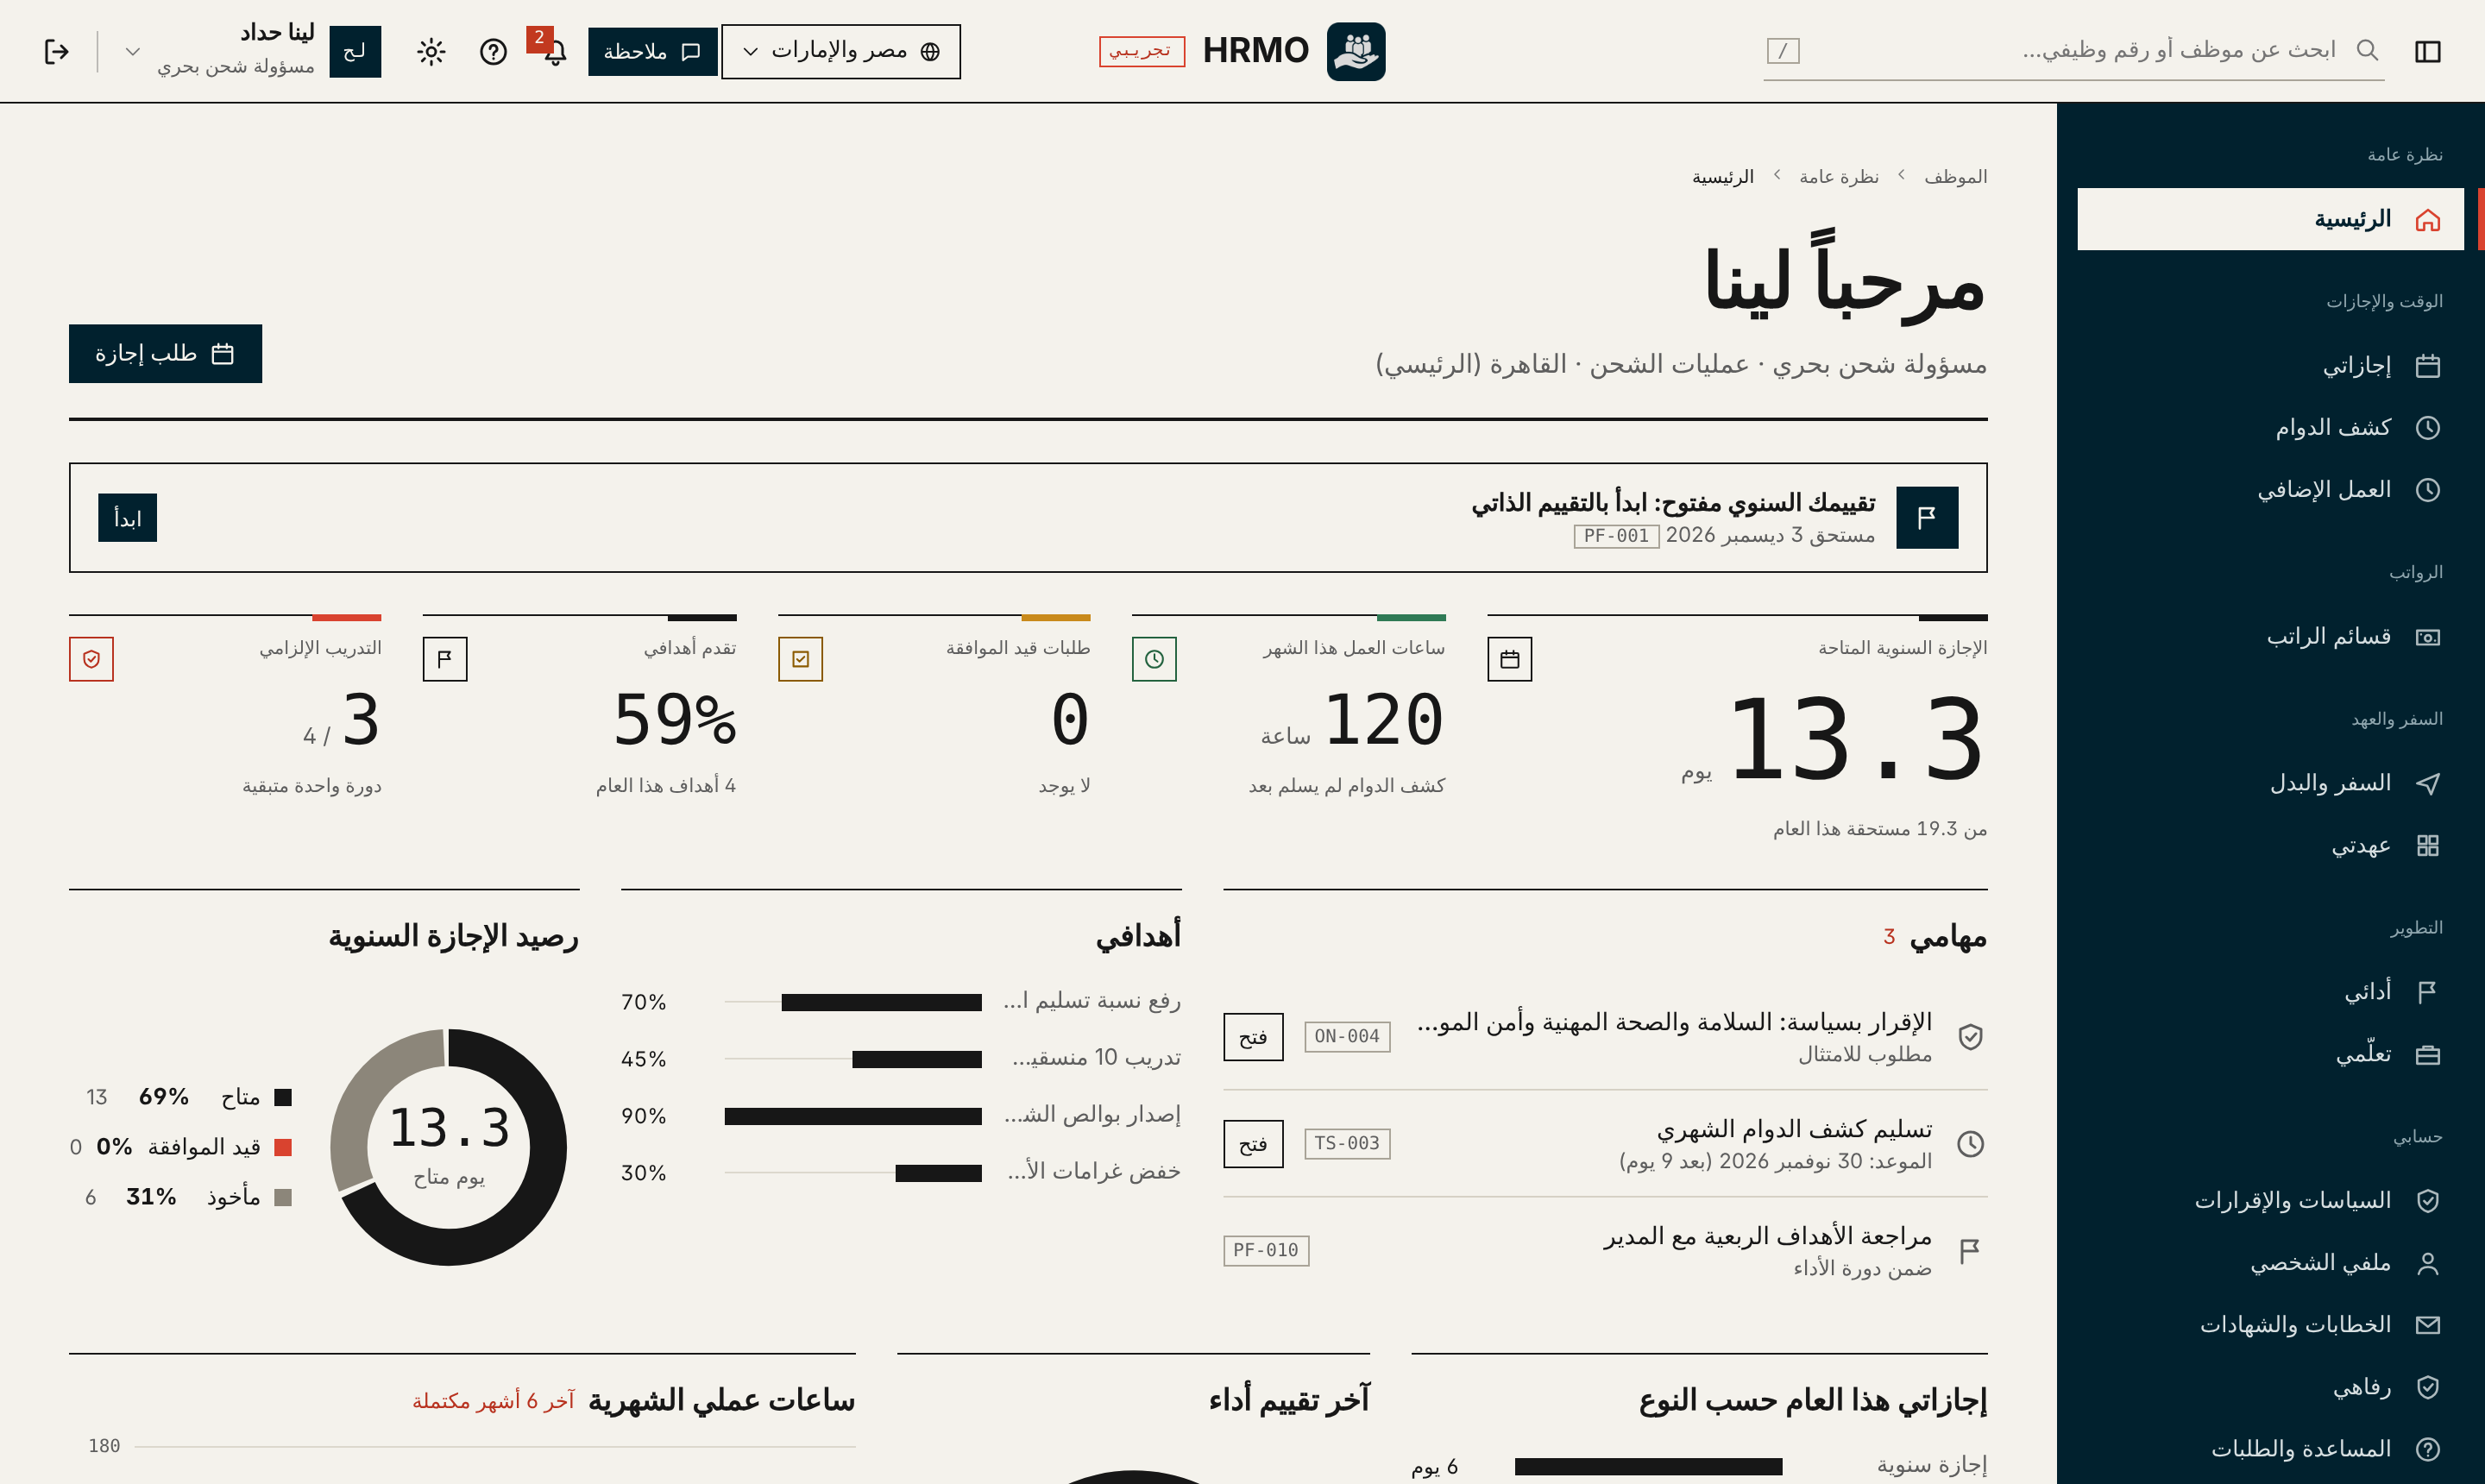 ابحث عن موظف أو رقم وظيفي...
/
HRMO
تجريبي
مصر والإمارات
ملاحظة
2
لح
لينا حداد
مسؤولة شحن بحري
نظرة عامة
الرئيسية
الوقت والإجازات
إجازاتي
كشف الدوام
العمل الإضافي
الرواتب
قسائم الراتب
السفر والعهد
السفر والبدل
عهدتي
التطوير
أدائي
تعلّمي
حسابي
السياسات والإقرارات
ملفي الشخصي
الخطابات والشهادات
رفاهي
المساعدة والطلبات
الموظف
نظرة عامة
الرئيسية
مرحباً لينا
مسؤولة شحن بحري · عمليات الشحن · القاهرة (الرئيسي)
طلب إجازة
تقييمك السنوي مفتوح: ابدأ بالتقييم الذاتي
مستحق 3 ديسمبر 2026 PF-001
ابدأ
الإجازة السنوية المتاحة
13.3 يوم
من 19.3 مستحقة هذا العام
ساعات العمل هذا الشهر
120 ساعة
كشف الدوام لم يسلم بعد
طلبات قيد الموافقة
0
لا يوجد
تقدم أهدافي
59%
4 أهداف هذا العام
التدريب الإلزامي
3 / 4
دورة واحدة متبقية
مهامي 3
الإقرار بسياسة: السلامة والصحة المهنية وأمن المو...
مطلوب للامتثال
ON-004
فتح
تسليم كشف الدوام الشهري
الموعد: 30 نوفمبر 2026 (بعد 9 يوم)
TS-003
فتح
مراجعة الأهداف الربعية مع المدير
ضمن دورة الأداء
PF-010
أهدافي
رفع نسبة تسليم ا... 70%
تدريب 10 منسقي... 45%
إصدار بوالص الش... 90%
خفض غرامات الأ... 30%
رصيد الإجازة السنوية
13.3
يوم متاح
متاح 69% 13
قيد الموافقة 0% 0
مأخوذ 31% 6
إجازاتي هذا العام حسب النوع
إجازة سنوية 6 يوم
آخر تقييم أداء
ساعات عملي الشهرية آخر 6 أشهر مكتملة
180